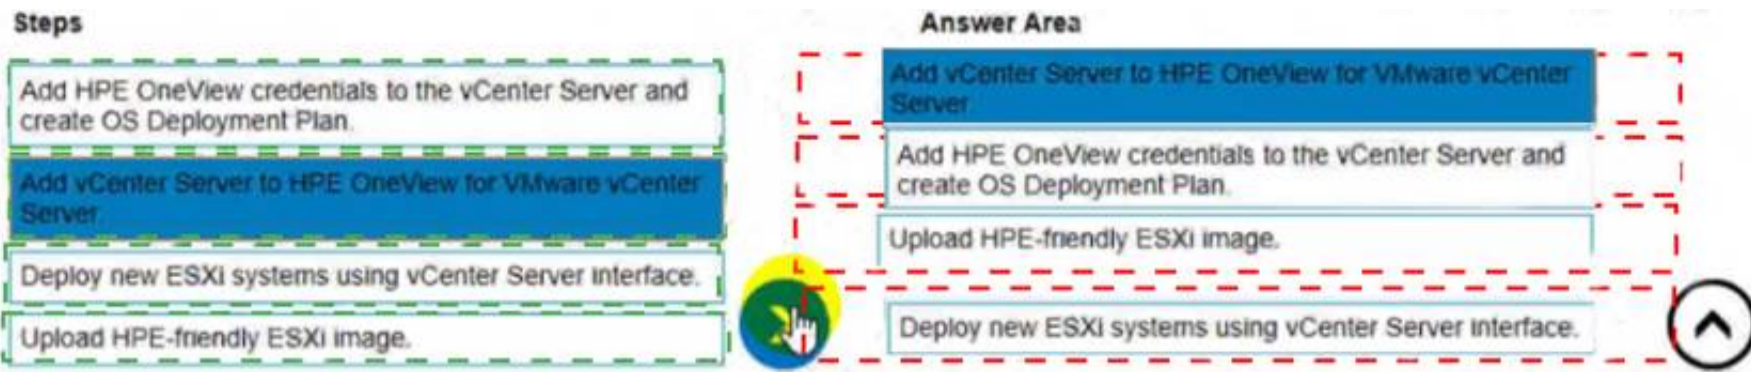 Steps
Add HPE OneView credentials to the vCenter Server and
create OS Deployment Plan.
Add vCenter Server to HPE OneView for VMware vCenter
Server
Deploy new ESXi systems using vCenter Server interface.
Upload HPE-friendly ESXi image.
Answer Area
Add vCenter Server to HPE OneView for VMware vCenter
Server
Add HPE OneView credentials to the vCenter Server and
create OS Deployment Plan.
Upload HPE-friendly ESXi image.
Deploy new ESXi systems using vCenter Server interface.